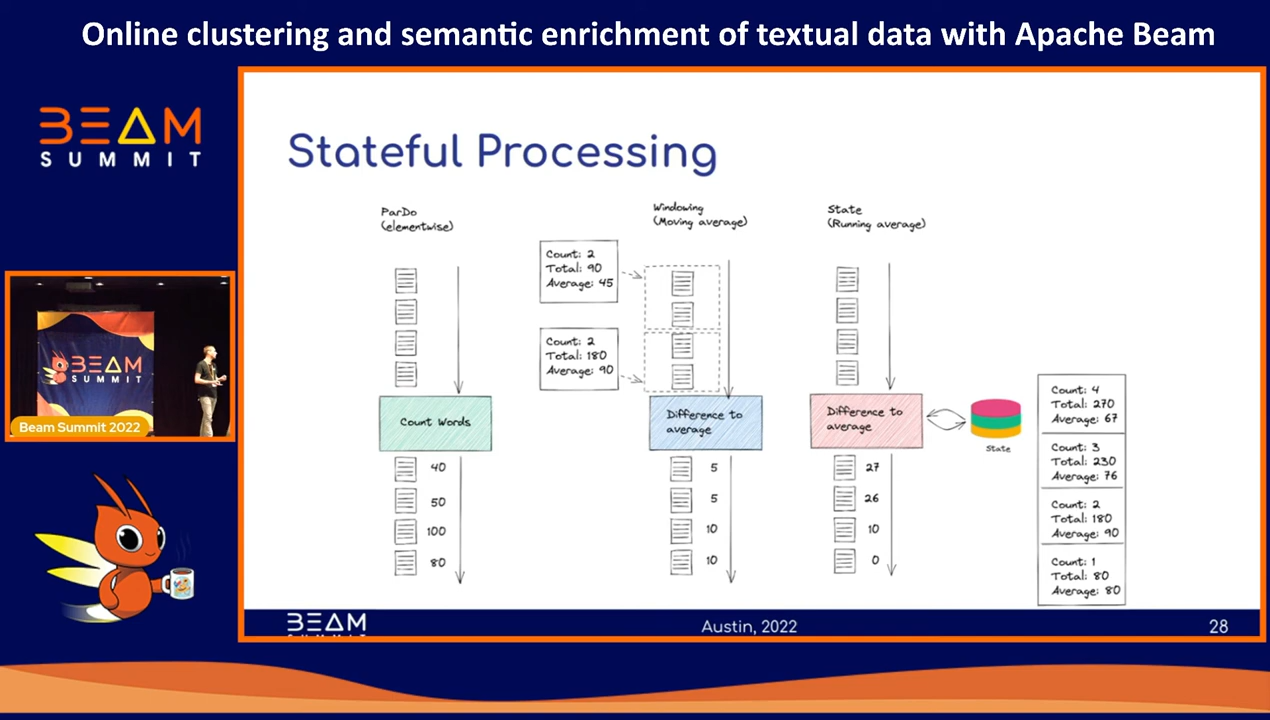 Online clustering and semantic enrichment of textual data with Apache Beam
BEAM
SUMMIT
Stateful Processing
ParDo
(elementwise)
Count Words
40
50
100
80
Windowing
(Moving average)
Count: 2
Total: 90
Average: 45
Count: 2
Total: 180
Average: 90
Difference to
average
5
5
10
10
State
(Running average)
Difference to
average
State
27
26
10
0
Count: 4
Total: 270
Average: 67
Count: 3
Total: 230
Average: 76
Count: 2
Total: 180
Average: 90
Count: 1
Total: 80
Average: 80
BEAM
SUMMIT
Beam Summit 2022
BEAM
Austin, 2022
28